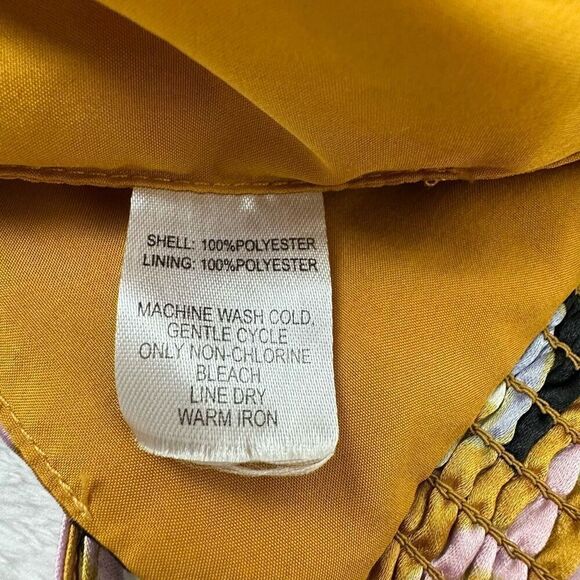 SHELL: 100%POLYESTER
LINING: 100%POLYESTER
MACHINE WASH COLD,
GENTLE CYCLE
ONLY NON-CHLORINE
BLEACH
LINE DRY
WARM IRON